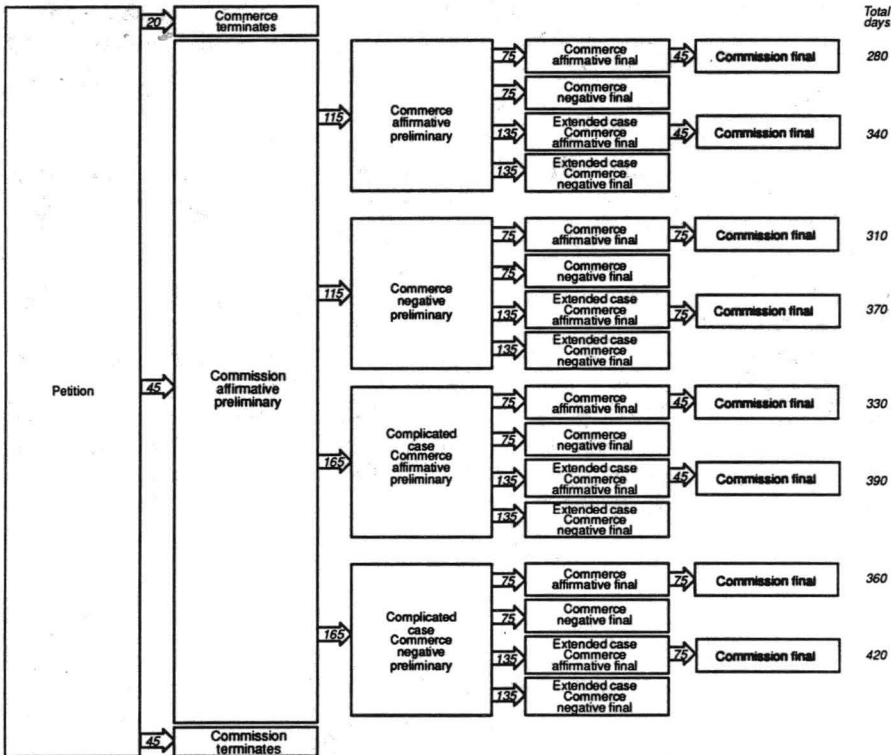 Total
days
20
Commerce
terminates
75
Commerce
affirmative final
45
Commission final
280
75
Commerce
negative final
115
Commerce
affirmative
preliminary
135
Extended case
Commerce
affirmative final
45
Commission final
340
135
Extended case
Commerce
negative final
75
Commerce
affirmative final
75
Commission final
310
75
Commerce
negative final
115
Commerce
negative
preliminary
135
Extended case
Commerce
affirmative final
75
Commission final
370
135
Extended case
Commerce
negative final
Petition
45
Commission
affirmative
preliminary
75
Commerce
affirmative final
45
Commission final
330
75
Commerce
negative final
165
Complicated
case
Commerce
affirmative
preliminary
135
Extended case
Commerce
affirmative final
45
Commission final
390
135
Extended case
Commerce
negative final
75
Commerce
affirmative final
75
Commission final
360
75
Commerce
negative final
165
Complicated
case
Commerce
negative
preliminary
135
Extended case
Commerce
affirmative final
75
Commission final
420
135
Extended case
Commerce
negative final
45
Commission
terminates